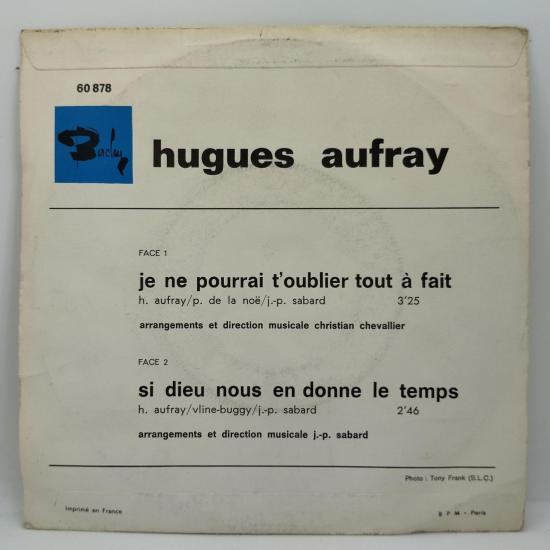 60 878
Barclay
hugues aufray
FACE 1
je ne pourrai t'oublier tout à fait
h. aufray/p. de la noë/j.-p. sabard 3'25
arrangements et direction musicale christian chevallier
FACE 2
si dieu nous en donne le temps
h. aufray/vline-buggy/j.-p. sabard 2'46
arrangements et direction musicale j.-p. sabard
Photo : Tony Frank (S.L.C.)
Imprimé en France B P M - Paris